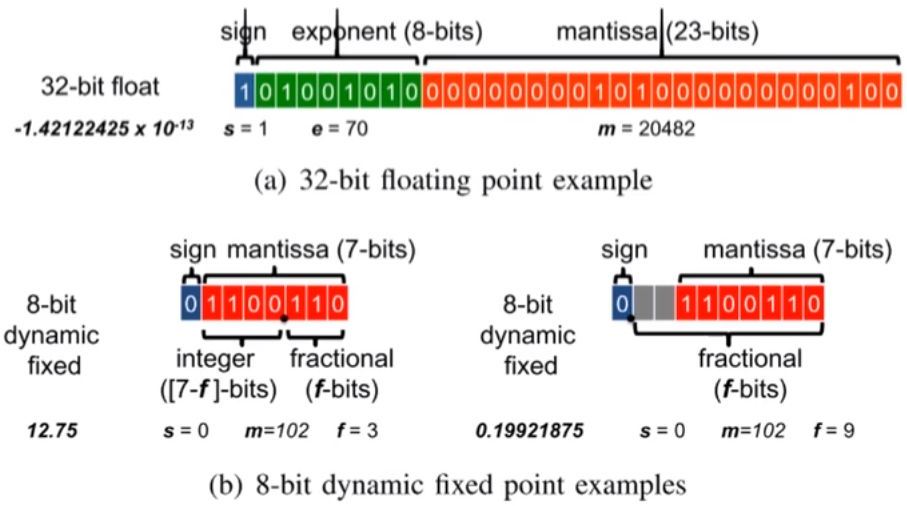 sign exponent (8-bits) mantissa (23-bits)
32-bit float 1 0 1 0 0 1 0 1 0 0 0 0 0 0 0 0 0 1 0 1 0 0 0 0 0 0 0 0 0 1 0 0
-1.42122425 x 10-13 s = 1 e = 70 m = 20482
(a) 32-bit floating point example
sign mantissa (7-bits)
8-bit dynamic fixed
0 1 1 0 0 1 1 0
integer ([7-f]-bits)
fractional (f-bits)
12.75 s = 0 m=102 f = 3
sign mantissa (7-bits)
8-bit dynamic fixed
0 1 1 0 0 1 1 0
fractional (f-bits)
0.19921875 s = 0 m=102 f = 9
(b) 8-bit dynamic fixed point examples